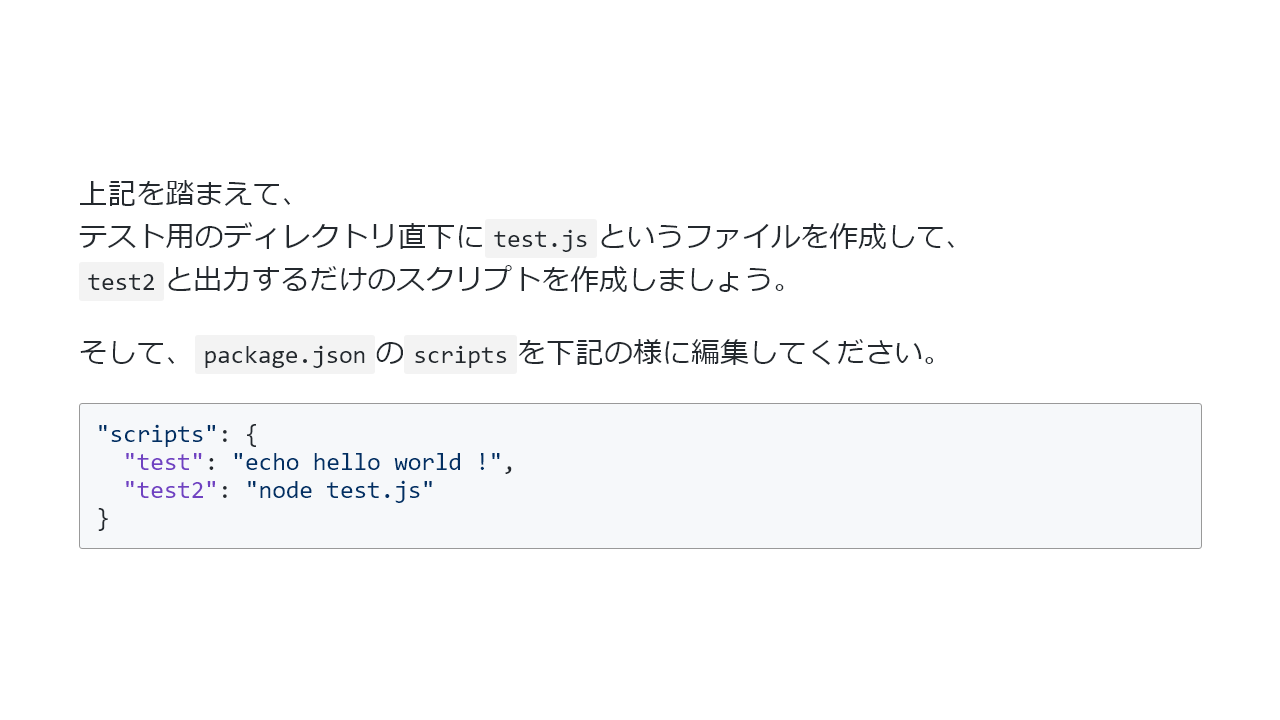 上記を踏まえて、
テスト用のディレクトリ直下にtest.jsというファイルを作成して、
test2と出力するだけのスクリプトを作成しましょう。
そして、package.jsonのscriptsを下記の様に編集してください。
"scripts": {
  "test": "echo hello world !",
  "test2": "node test.js"
}